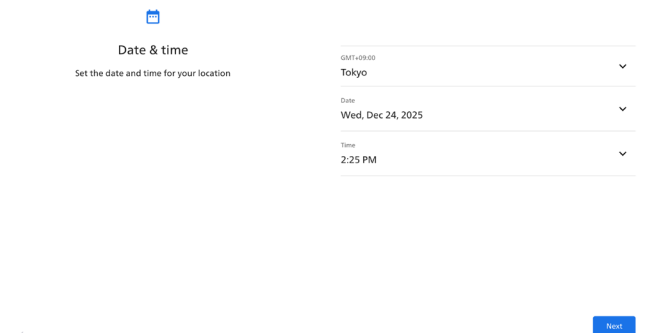 Date & time
Set the date and time for your location
GMT+09:00
Tokyo
Date
Wed, Dec 24, 2025
Time
2:25 PM
Next